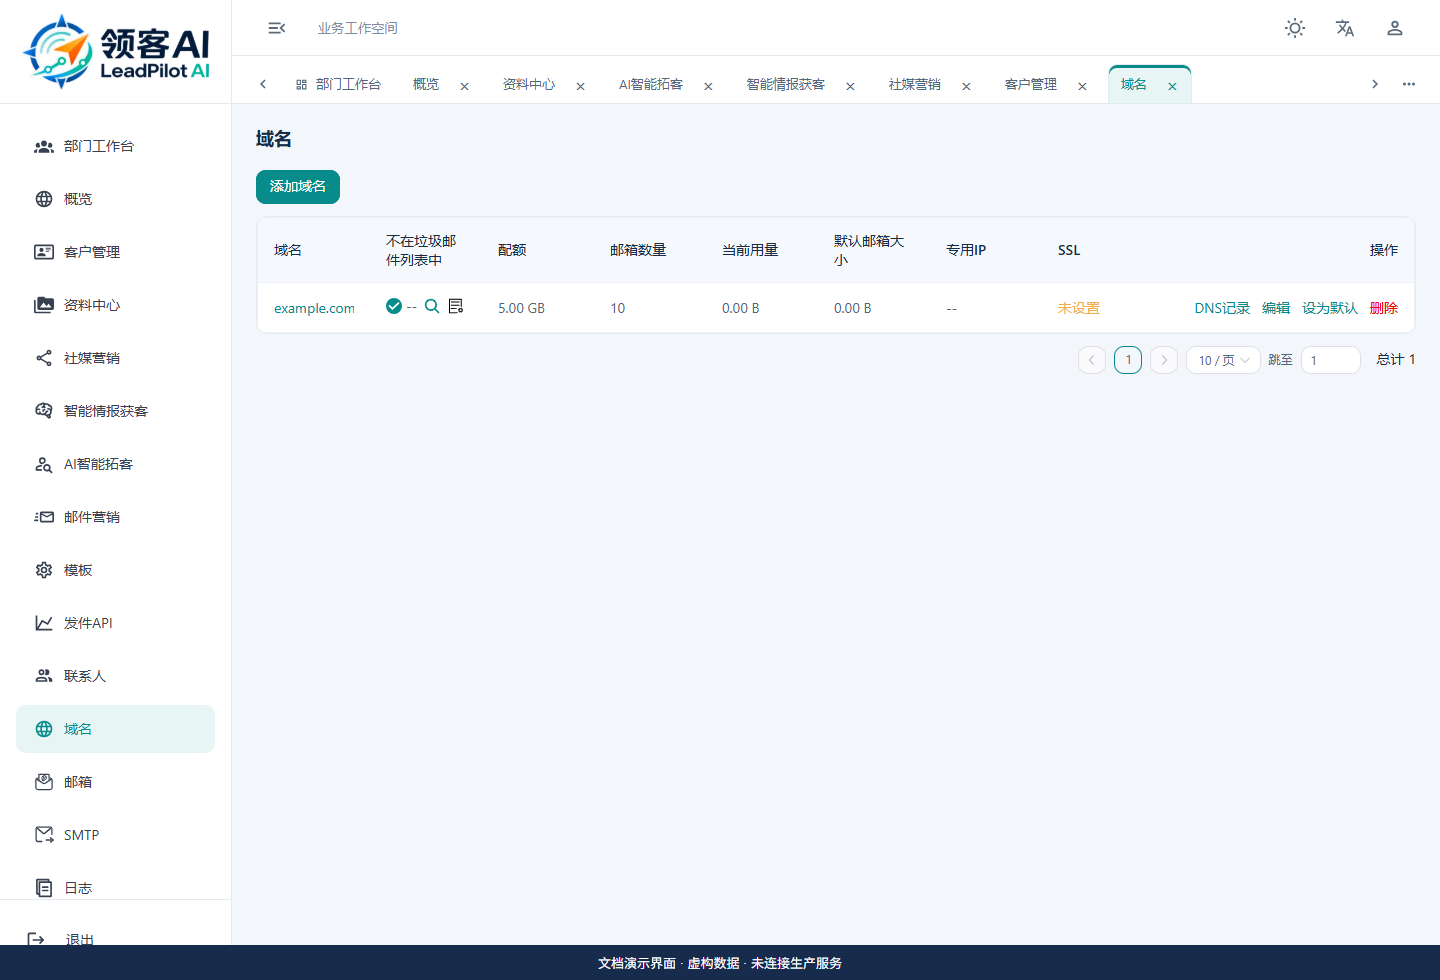 领客AI
LeadPilot AI
业务工作空间
部门工作台 概览 资料中心 AI智能拓客 智能情报获客 社媒营销 客户管理 域名
部门工作台
概览
客户管理
资料中心
社媒营销
智能情报获客
AI智能拓客
邮件营销
模板
发件API
联系人
域名
邮箱
SMTP
日志
退出
域名
添加域名
域名 不在垃圾邮件列表中 配额 邮箱数量 当前用量 默认邮箱大小 专用IP SSL 操作
example.com -- 5.00 GB 10 0.00 B 0.00 B -- 未设置 DNS记录 编辑 设为默认 删除
1 10 / 页 跳至 1 总计 1
文档演示界面 · 虚构数据 · 未连接生产服务